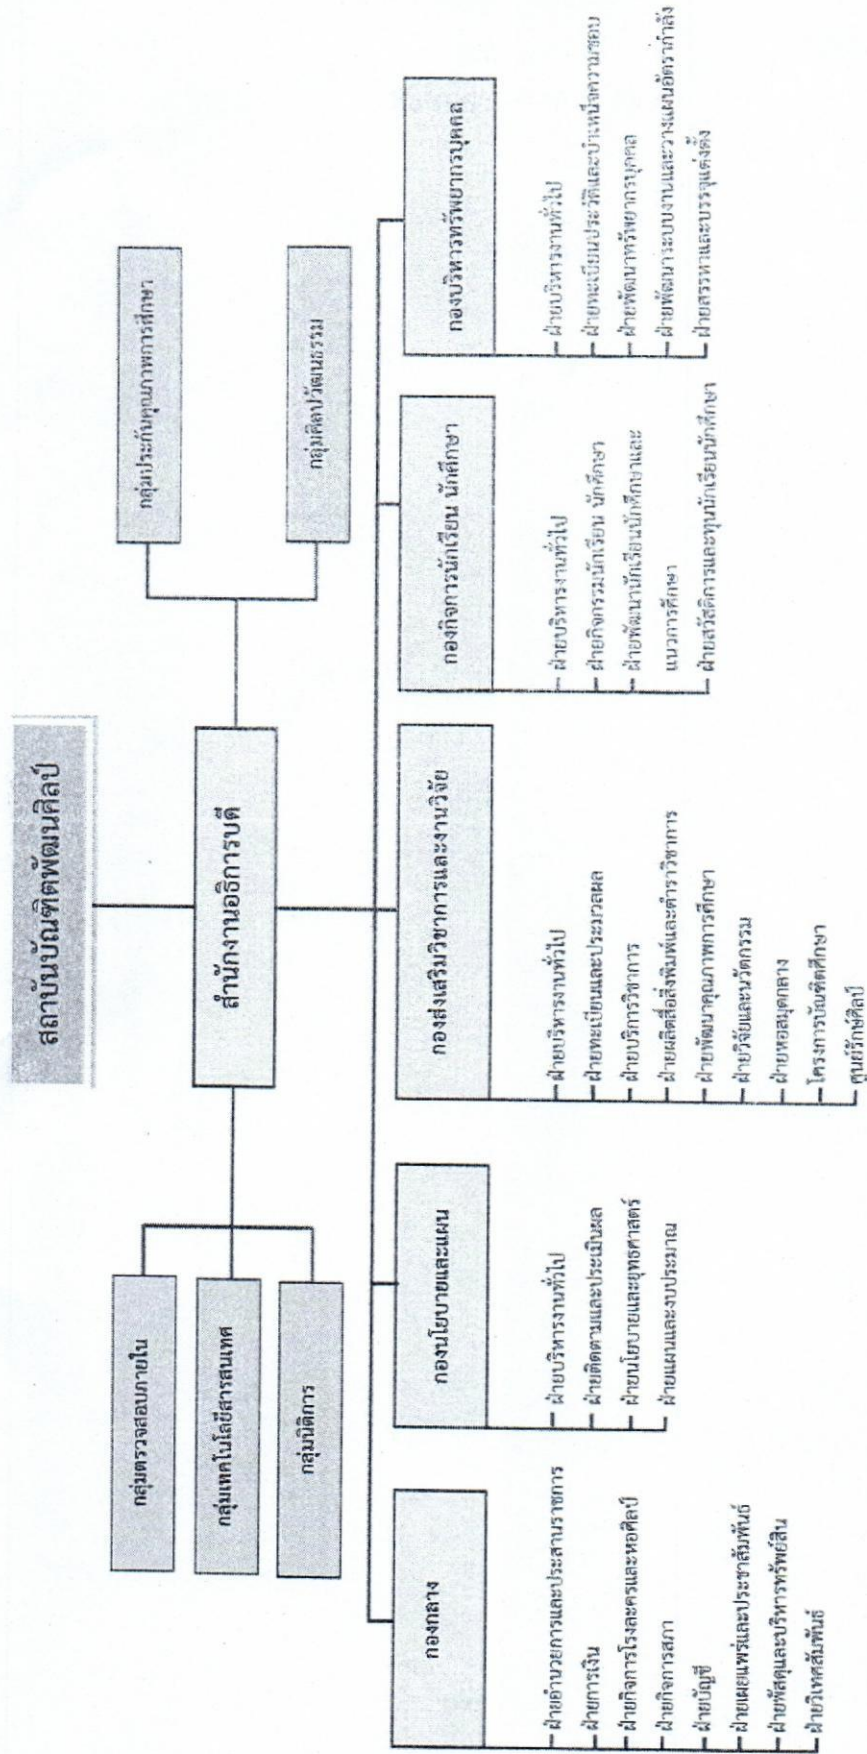 สถาบันบัณฑิตพัฒนศิลป์
สำนักงานอธิการบดี
กลุ่มตรวจสอบภายใน
กลุ่มเทคโนโลยีสารสนเทศ
กลุ่มนิติการ
กลุ่มประกันคุณภาพการศึกษา
กลุ่มศิลปวัฒนธรรม
กองกลาง
ฝ่ายอำนวยการและประสานราชการ
ฝ่ายการเงิน
ฝ่ายกิจการโรงละครและหอศิลป์
ฝ่ายกิจการสภา
ฝ่ายบัญชี
ฝ่ายเผยแพร่และประชาสัมพันธ์
ฝ่ายพัสดุและบริหารทรัพย์สิน
ฝ่ายวิเทศสัมพันธ์
กองนโยบายและแผน
ฝ่ายบริหารงานทั่วไป
ฝ่ายติดตามและประเมินผล
ฝ่ายนโยบายและยุทธศาสตร์
ฝ่ายแผนและงบประมาณ
กองส่งเสริมวิชาการและงานวิจัย
ฝ่ายบริหารงานทั่วไป
ฝ่ายทะเบียนและประมวลผล
ฝ่ายบริการวิชาการ
ฝ่ายผลิตสื่อสิ่งพิมพ์และตำราวิชาการ
ฝ่ายพัฒนาคุณภาพการศึกษา
ฝ่ายวิจัยและนวัตกรรม
ฝ่ายหอสมุดกลาง
โครงการบัณฑิตศึกษา
ศูนย์รักษ์ศิลป์
กองกิจการนักเรียน นักศึกษา
ฝ่ายบริหารงานทั่วไป
ฝ่ายกิจกรรมนักเรียน นักศึกษา
ฝ่ายพัฒนานักเรียนนักศึกษาและ
แนวการศึกษา
ฝ่ายสวัสดิการและทุนนักเรียนนักศึกษา
กองบริหารทรัพยากรบุคคล
ฝ่ายบริหารงานทั่วไป
ฝ่ายทะเบียนประวัติและบำเหน็จความชอบ
ฝ่ายพัฒนาทรัพยากรบุคคล
ฝ่ายพัฒนาระบบงานและวางแผนอัตรากำลัง
ฝ่ายสรรหาและบรรจุแต่งตั้ง